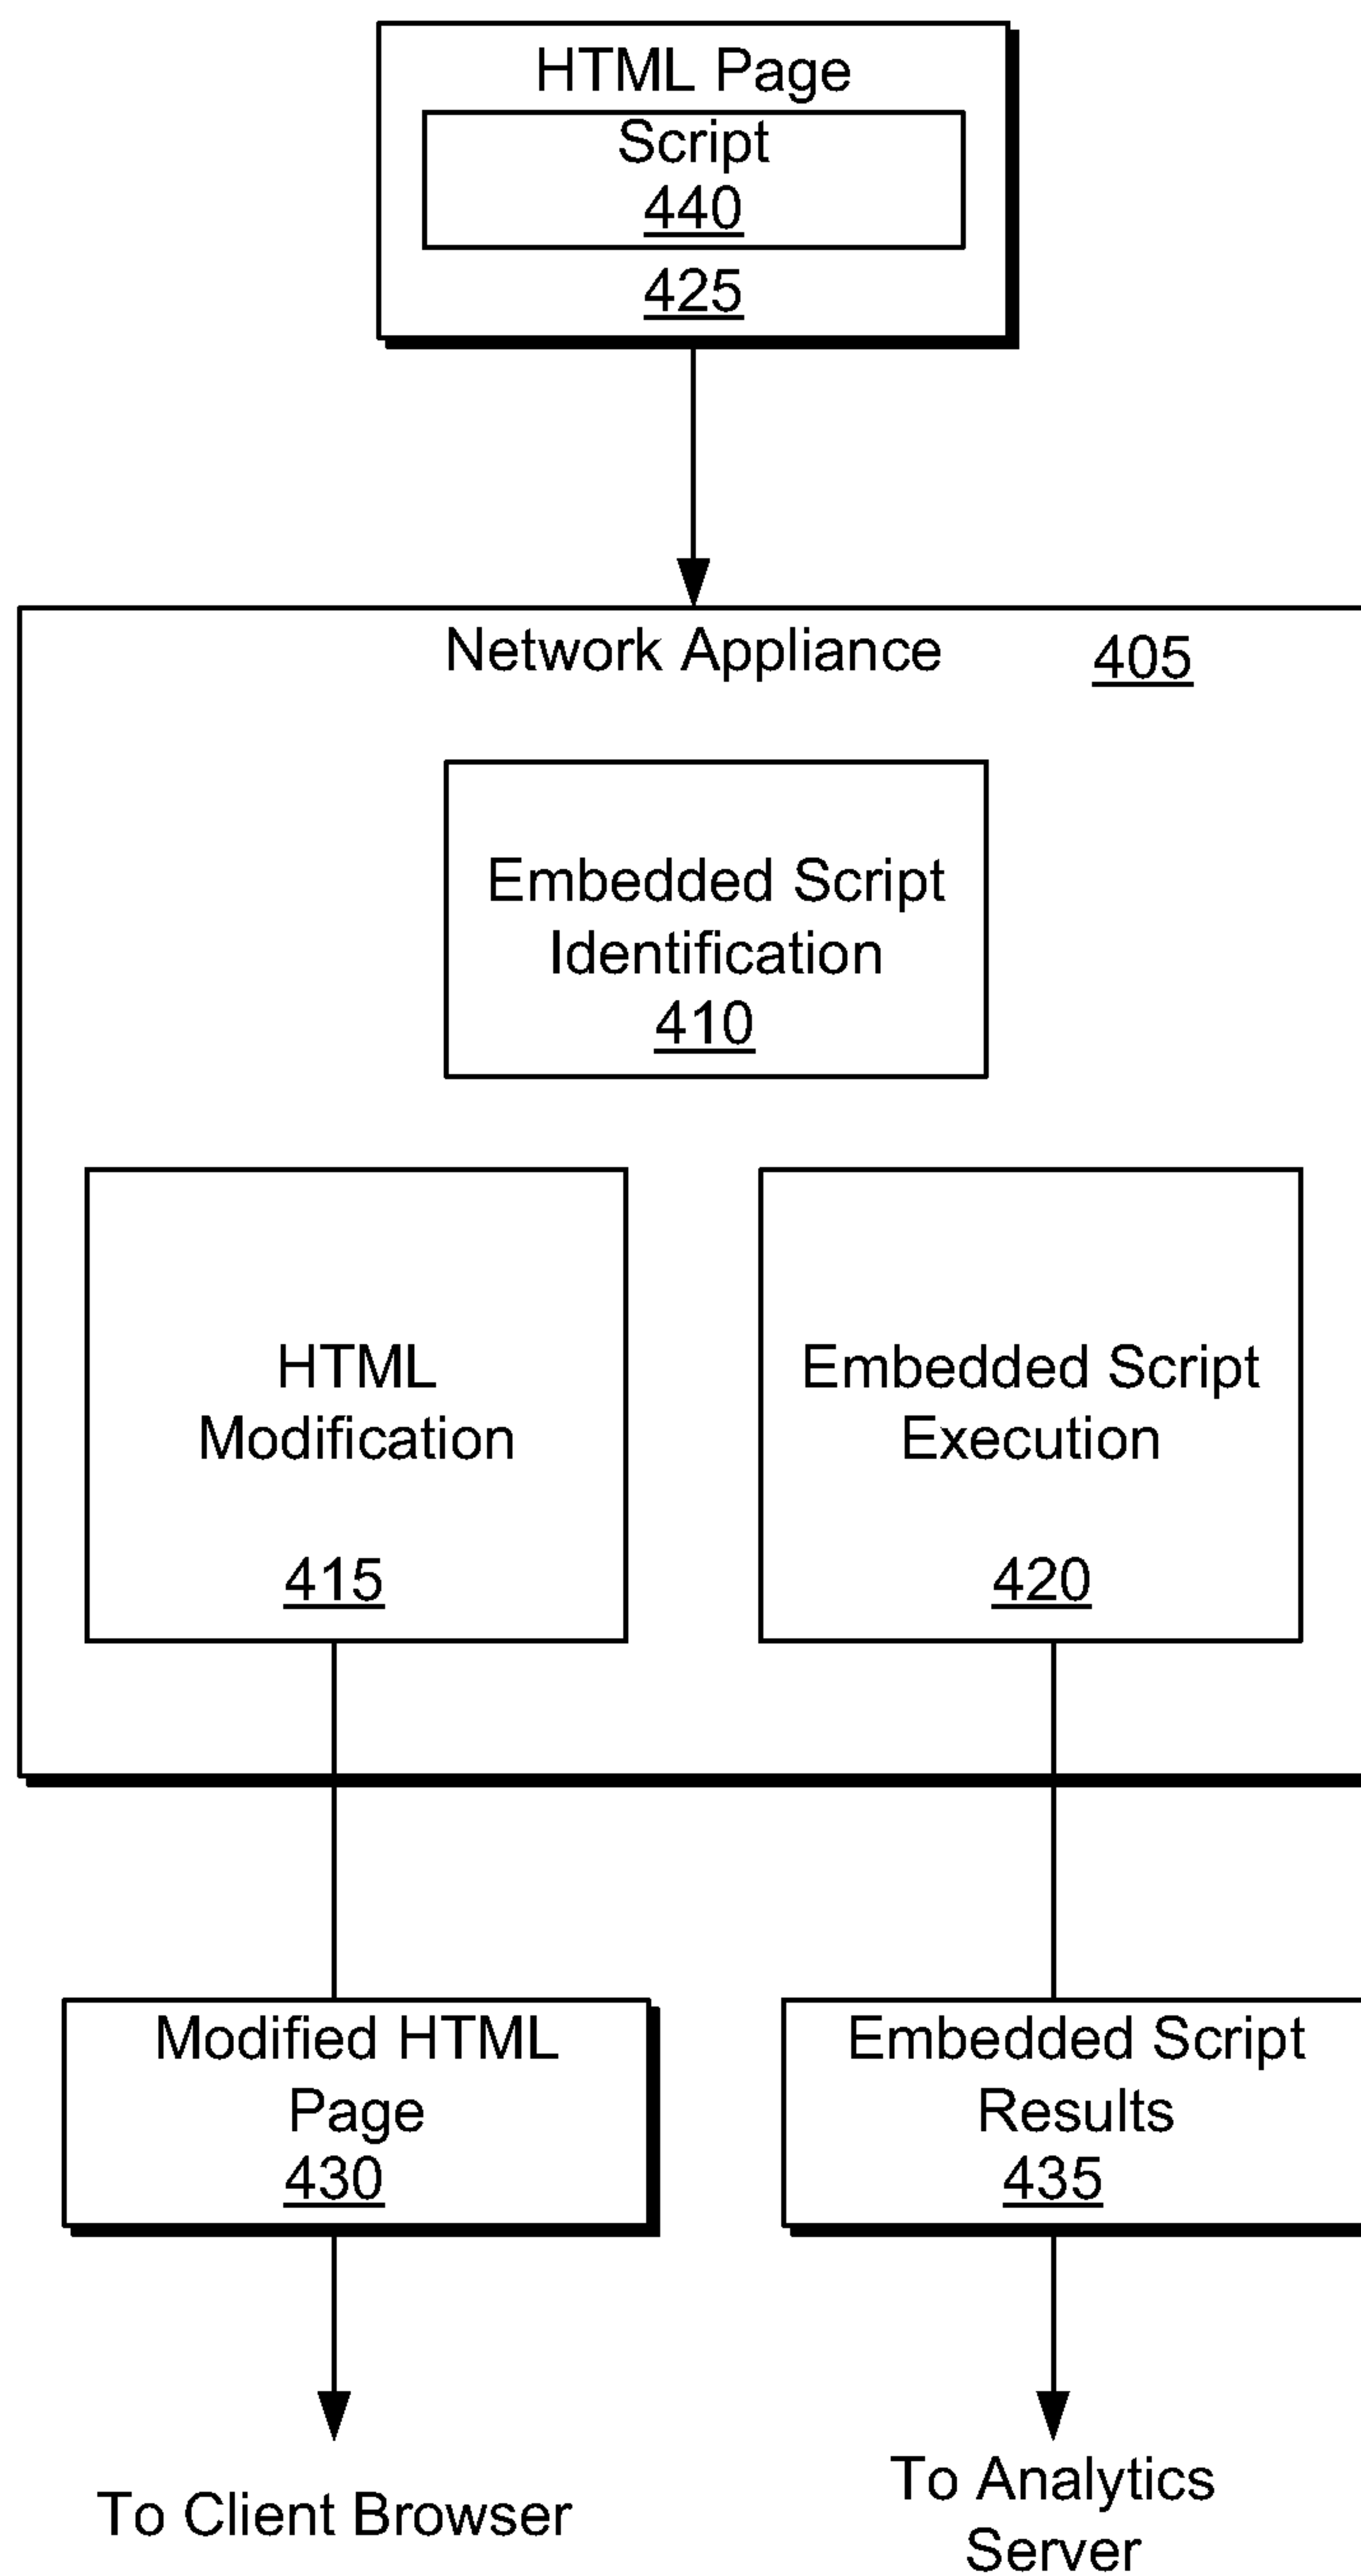 HTML Page
Script
440
425
Network Appliance 405
Embedded Script
Identification
410
HTML
Modification
415
Embedded Script
Execution
420
Modified HTML
Page
430
Embedded Script
Results
435
To Client Browser
To Analytics
Server